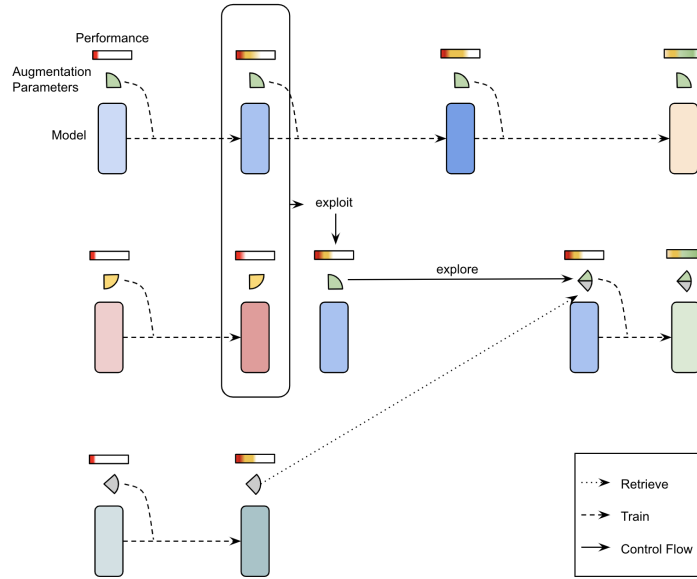 Performance
Augmentation
Parameters
Model
exploit
explore
Retrieve
Train
Control Flow